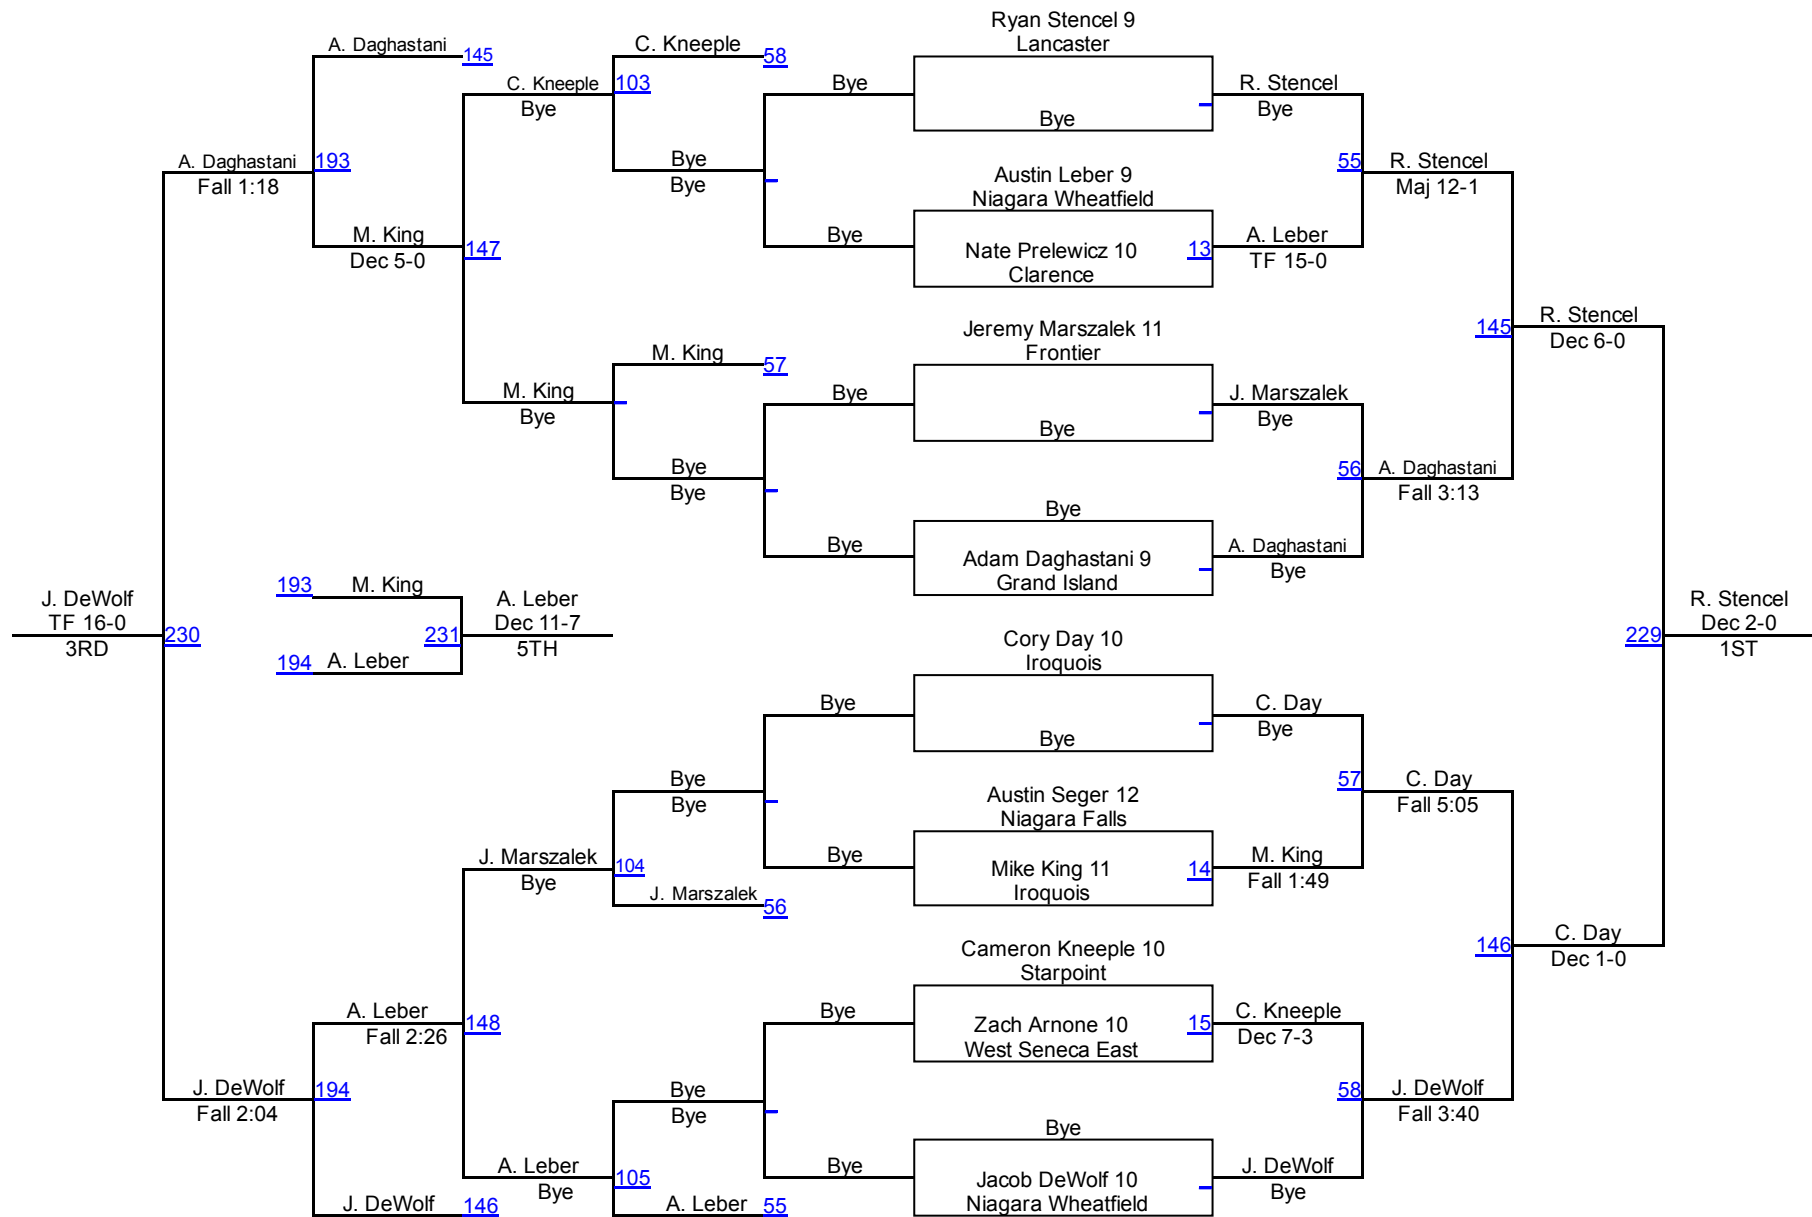 Ryan Stencel 9
Lancaster
A. Daghastani
145
C. Kneeple
58
C. Kneeple
Bye
103
Bye
Bye
R. Stencel
Bye
A. Daghastani
Fall 1:18
193
Bye
Bye
Austin Leber 9
Niagara Wheatfield
55
R. Stencel
Maj 12-1
M. King
Dec 5-0
147
Bye
Nate Prelewicz 10
Clarence
13
A. Leber
TF 15-0
Jeremy Marszalek 11
Frontier
145
R. Stencel
Dec 6-0
M. King
57
M. King
Bye
Bye
Bye
J. Marszalek
Bye
Bye
Bye
56
A. Daghastani
Fall 3:13
Bye
Bye
Adam Daghastani 9
Grand Island
A. Daghastani
Bye
193
M. King
J. DeWolf
TF 16-0
3RD
230
231
A. Leber
Dec 11-7
5TH
194
A. Leber
Cory Day 10
Iroquois
229
R. Stencel
Dec 2-0
1ST
Bye
Bye
C. Day
Bye
Bye
Bye
Austin Seger 12
Niagara Falls
57
C. Day
Fall 5:05
J. Marszalek
Bye
104
Bye
Mike King 11
Iroquois
14
M. King
Fall 1:49
J. Marszalek
56
Cameron Kneeple 10
Starpoint
146
C. Day
Dec 1-0
A. Leber
Fall 2:26
148
Bye
Zach Arnone 10
West Seneca East
15
C. Kneeple
Dec 7-3
J. DeWolf
Fall 2:04
194
Bye
Bye
Bye
58
J. DeWolf
Fall 3:40
A. Leber
Bye
105
Bye
Jacob DeWolf 10
Niagara Wheatfield
J. DeWolf
Bye
J. DeWolf
146
A. Leber
55